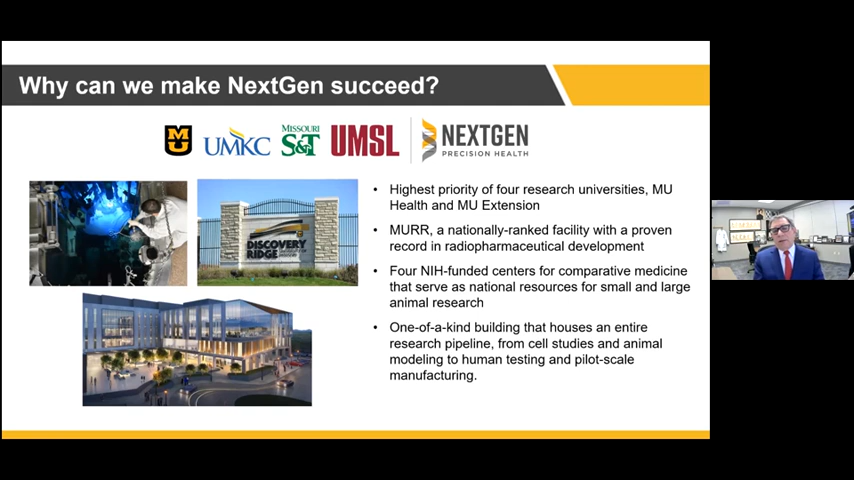 Why can we make NextGen succeed?
MU
UMKC
MISSOURI
S&T
UMSL
NEXTGEN
PRECISION HEALTH
DISCOVERY
RIDGE
• Highest priority of four research universities, MU
Health and MU Extension
• MURR, a nationally-ranked facility with a proven
record in radiopharmaceutical development
• Four NIH-funded centers for comparative medicine
that serve as national resources for small and large
animal research
• One-of-a-kind building that houses an entire
research pipeline, from cell studies and animal
modeling to human testing and pilot-scale
manufacturing.